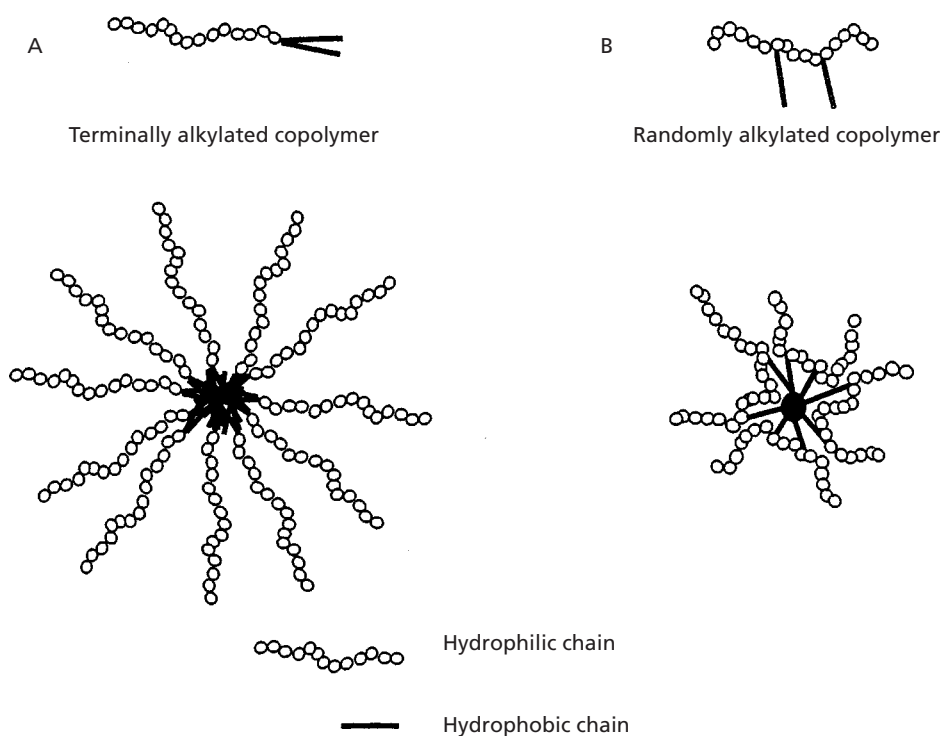 A
B
Terminally alkylated copolymer
Randomly alkylated copolymer
Hydrophilic chain
Hydrophobic chain